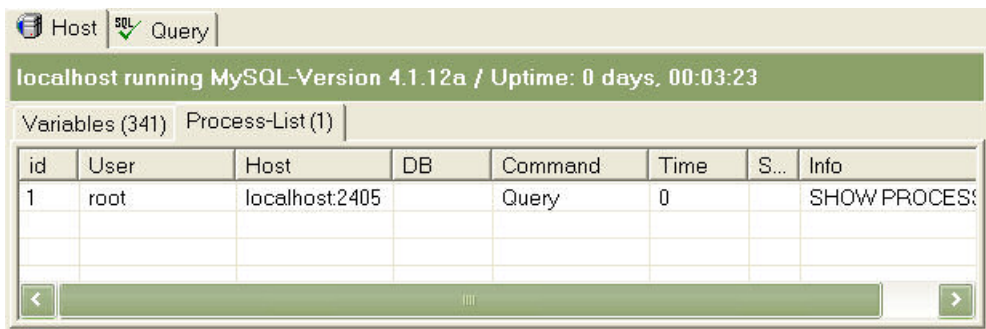 Host SQL Query
localhost running MySQL-Version 4.1.12a / Uptime: 0 days, 00:03:23
Variables (341) Process-List (1)
id User Host DB Command Time S... Info
1 root localhost:2405 Query 0 SHOW PROCESS